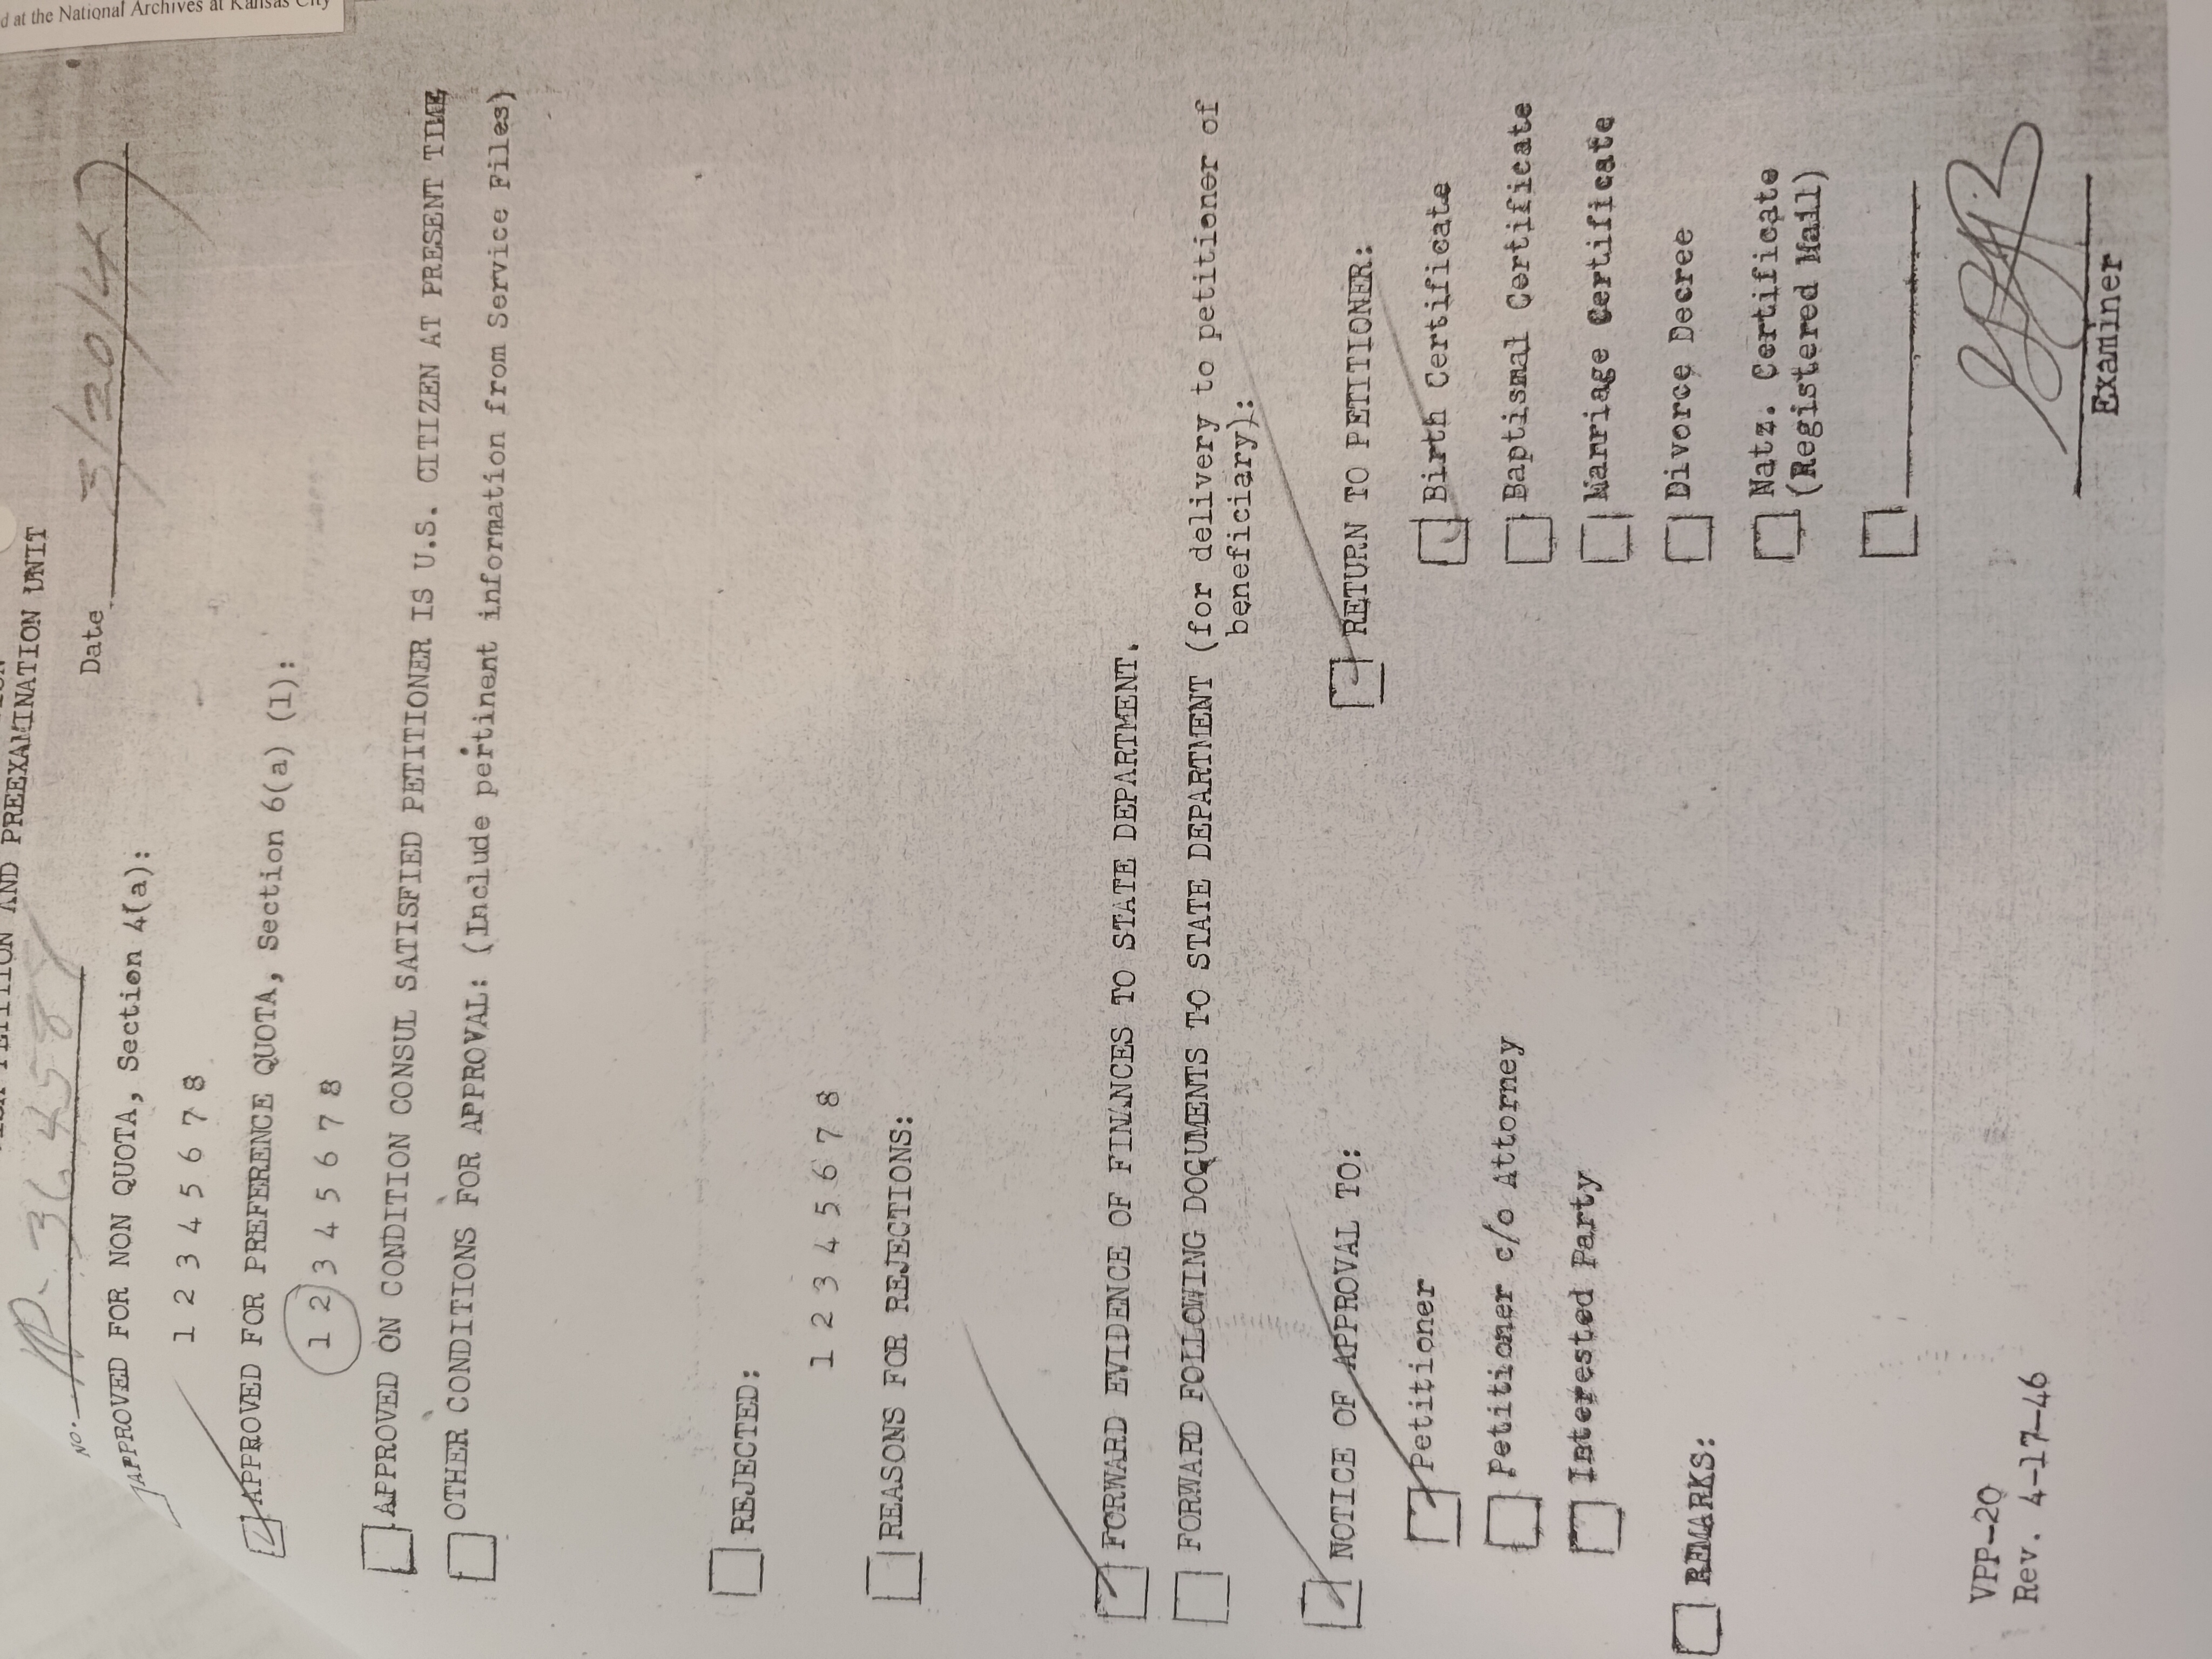 PETITION AND PREEXAMINATION UNIT
NO. VP-364588
Date 3/20/47
APPROVED FOR NON QUOTA, Section 4(a):
1 2 3 4 5 6 7 8
APPROVED FOR PREFERENCE QUOTA, Section 6(a) (1):
1 2 3 4 5 6 7 8
APPROVED ON CONDITION CONSUL SATISFIED PETITIONER IS U.S. CITIZEN AT PRESENT TIME
OTHER CONDITIONS FOR APPROVAL: (Include pertinent information from Service Files)
REJECTED:
1 2 3 4 5 6 7 8
REASONS FOR REJECTIONS:
FORWARD EVIDENCE OF FINANCES TO STATE DEPARTMENT.
FORWARD FOLLOWING DOCUMENTS TO STATE DEPARTMENT (for delivery to petitioner of
beneficiary):
NOTICE OF APPROVAL TO:
Petitioner
Petitioner c/o Attorney
Interested Party
REMARKS:
RETURN TO PETITIONER:
Birth Certificate
Baptismal Certificate
Marriage Certificate
Divorce Decree
Natz. Certificate
(Registered Mail)
VPP-20
Rev. 4-17-46
Examiner
at the National Archives at Kansas City